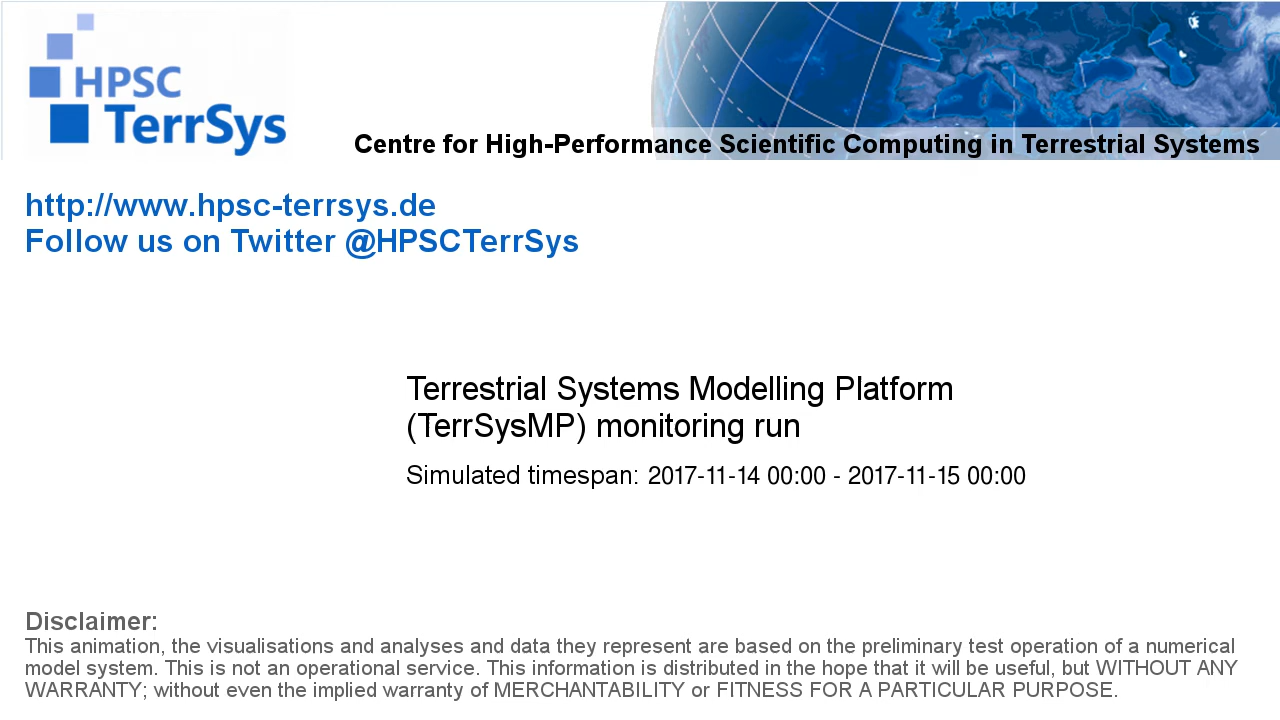 HPSC
TerrSys
Centre for High-Performance Scientific Computing in Terrestrial Systems
http://www.hpsc-terrsys.de
Follow us on Twitter @HPSCTerrSys
Terrestrial Systems Modelling Platform
(TerrSysMP) monitoring run
Simulated timespan: 2017-11-14 00:00 - 2017-11-15 00:00
Disclaimer:
This animation, the visualisations and analyses and data they represent are based on the preliminary test operation of a numerical
model system. This is not an operational service. This information is distributed in the hope that it will be useful, but WITHOUT ANY
WARRANTY; without even the implied warranty of MERCHANTABILITY or FITNESS FOR A PARTICULAR PURPOSE.